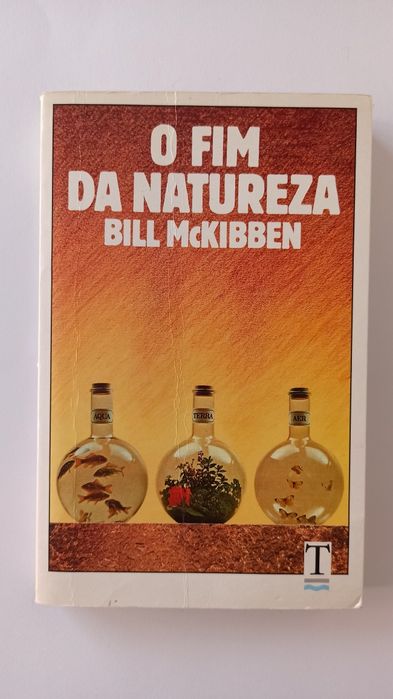 O FIM
DA NATUREZA
BILL McKIBBEN
AQUA
TERRA
AER
T